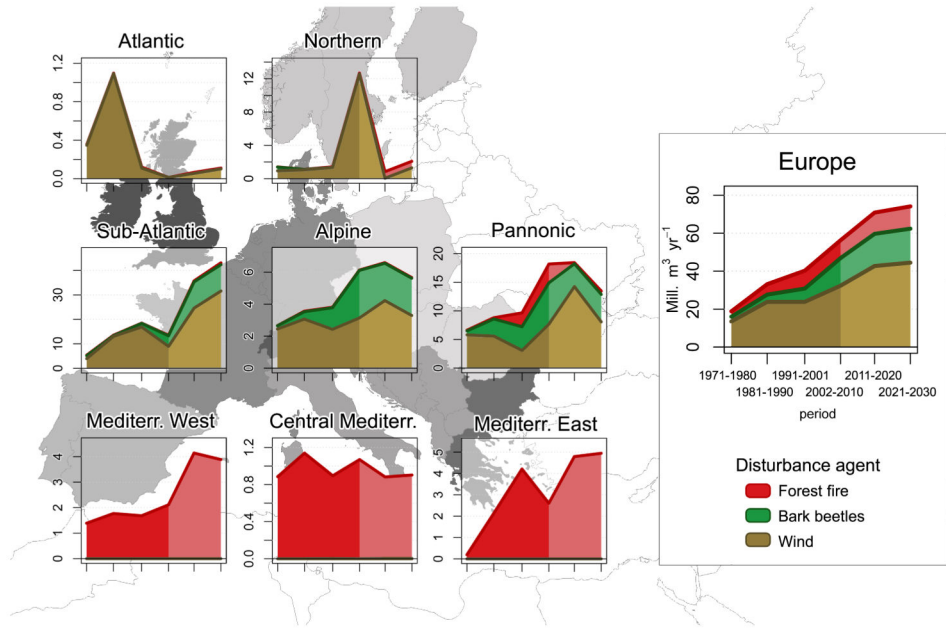 Atlantic
0.0 0.4 0.8 1.2
Northern
0 4 8 12
Sub-Atlantic
0 10 30
Alpine
0 2 4 6
Pannonic
0 5 10 15 20
Mediterr. West
0 1 2 3 4
Central Mediterr.
0.0 0.4 0.8 1.2
Mediterr. East
0 1 2 3 4 5
Europe
Mill. m³ yr⁻¹
0 20 40 60 80
1971-1980 1991-2001 2011-2020
1981-1990 2002-2010 2021-2030
period
Disturbance agent
Forest fire
Bark beetles
Wind